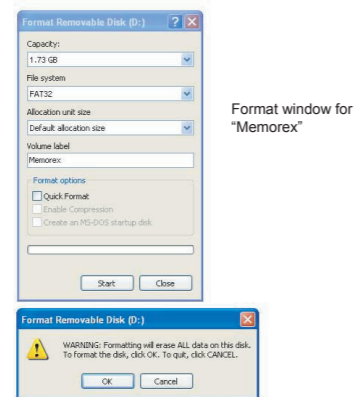 Format Removable Disk (D:)
Capacity:
1.73 GB
File system
FAT32
Allocation unit size
Default allocation size
Volume label
Memorex
Format options
Quick Format
Enable Compression
Create an MS-DOS startup disk
Start Close
Format window for
“Memorex”
Format Removable Disk (D:)
WARNING: Formatting will erase ALL data on this disk.
To format the disk, click OK. To quit, click CANCEL.
OK Cancel